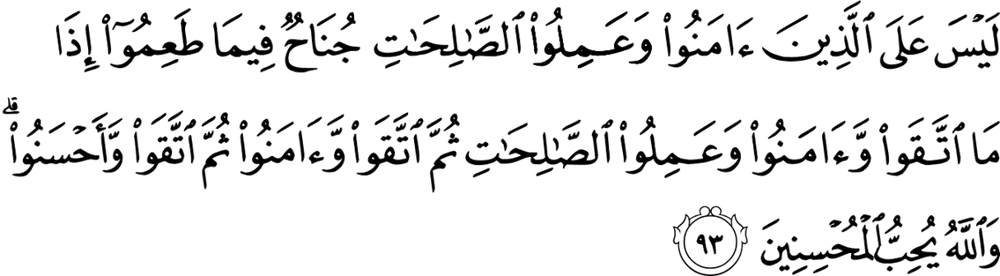 لَيْسَ عَلَى ٱلَّذِينَ ءَامَنُوا۟ وَعَمِلُوا۟ ٱلصَّـٰلِحَـٰتِ جُنَاحٌ فِيمَا طَعِمُوٓا۟ إِذَا
مَا ٱتَّقَوا۟ وَّءَامَنُوا۟ وَعَمِلُوا۟ ٱلصَّـٰلِحَـٰتِ ثُمَّ ٱتَّقَوا۟ وَّءَامَنُوا۟ ثُمَّ ٱتَّقَوا۟ وَّأَحْسَنُوا۟ ۗ
وَٱللَّهُ يُحِبُّ ٱلْمُحْسِنِينَ ٩٣